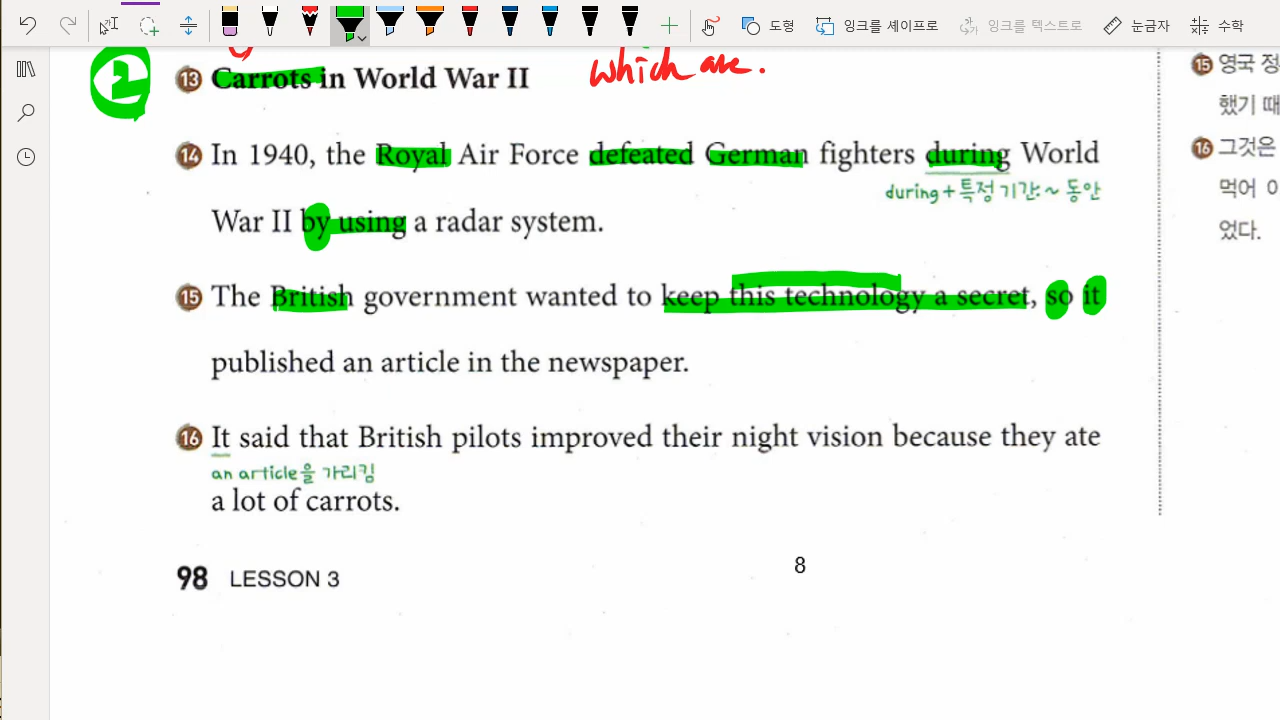 도형 잉크를 셰이프로 잉크를 텍스트로 눈금자 수학
2
which are.
13 Carrots in World War II
14 In 1940, the Royal Air Force defeated German fighters during World
during + 특정 기간: ~ 동안
War II by using a radar system.
15 The British government wanted to keep this technology a secret, so it
published an article in the newspaper.
16 It said that British pilots improved their night vision because they ate
an article을 가리킴
a lot of carrots.
98 LESSON 3
8
15 영국 정
했기 때
16 그것은
먹어 이
었다.